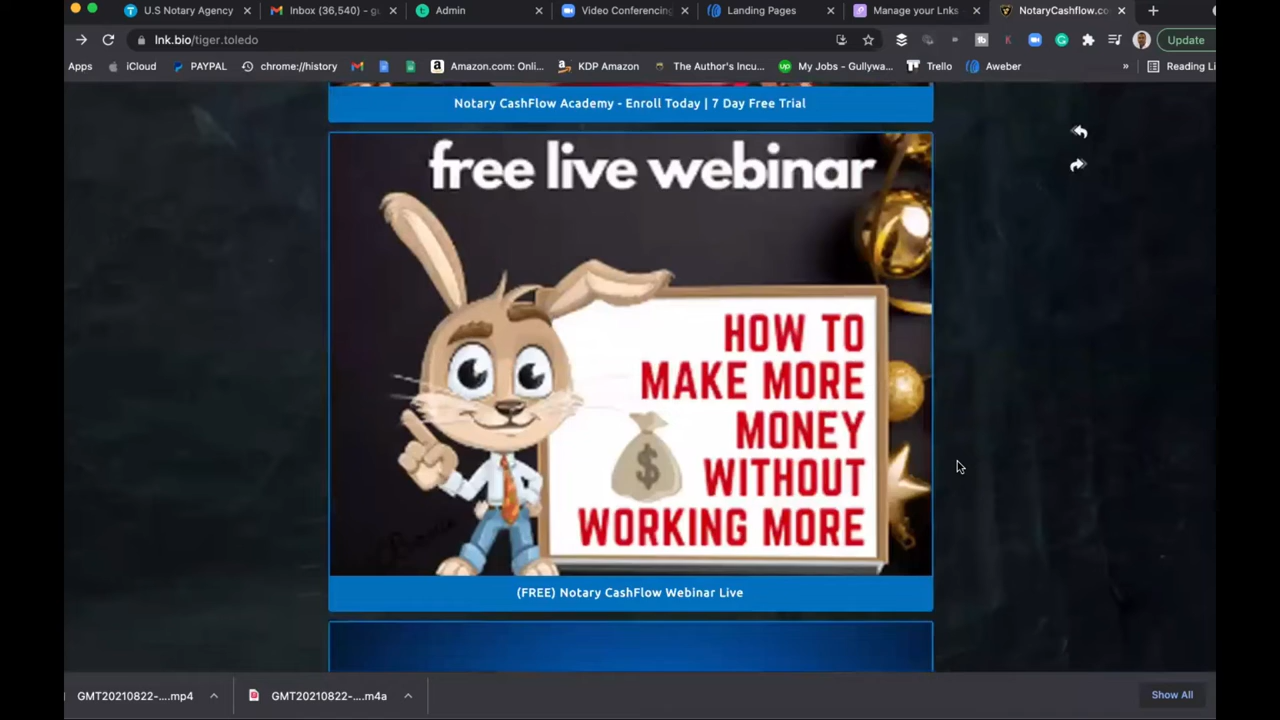 U.S Notary Agency
Inbox (36,540) - g
Admin
Video Conferencing
Landing Pages
Manage your Lnks
NotaryCashflow.co
lnk.bio/tiger.toledo
Update
Apps
iCloud
PAYPAL
chrome://history
Amazon.com: Onli...
KDP Amazon
The Author's Incu...
My Jobs - Gullywa...
Trello
Aweber
»
Reading Li
Notary CashFlow Academy - Enroll Today | 7 Day Free Trial
free live webinar
HOW TO
MAKE MORE
MONEY
WITHOUT
WORKING MORE
$
(FREE) Notary CashFlow Webinar Live
GMT20210822-....mp4
GMT20210822-....m4a
Show All